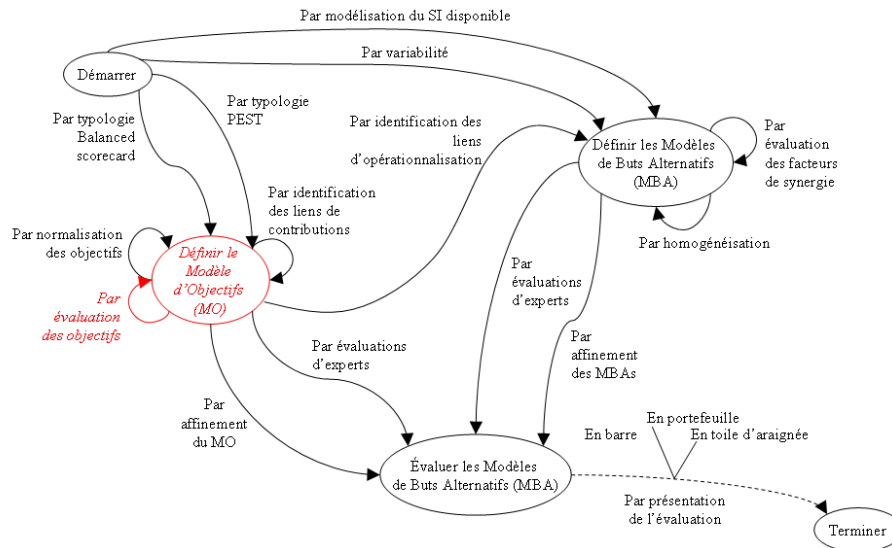 Par modélisation du SI disponible
Par variabilité
Démarrer
Par typologie
PEST
Par typologie
Balanced
scorecard
Par identification des
liens
d'opérationnalisation
Définir les Modèles
de Buts Alternatifs
(MBA)
Par
évaluation
des facteurs
de synergie
Par identification
des liens de
contributions
Par normalisation
des objectifs
Définir le
Modèle
d'Objectifs
(MO)
Par homogénéisation
Par
évaluation
des objectifs
Par
évaluations
d'experts
Par évaluations
d'experts
Par
affinement
des MBAs
Par
affinement
du MO
En portefeuille
En barre
En toile d'araignée
Évaluer les Modèles
de Buts Alternatifs (MBA)
Par présentation
de l'évaluation
Terminer